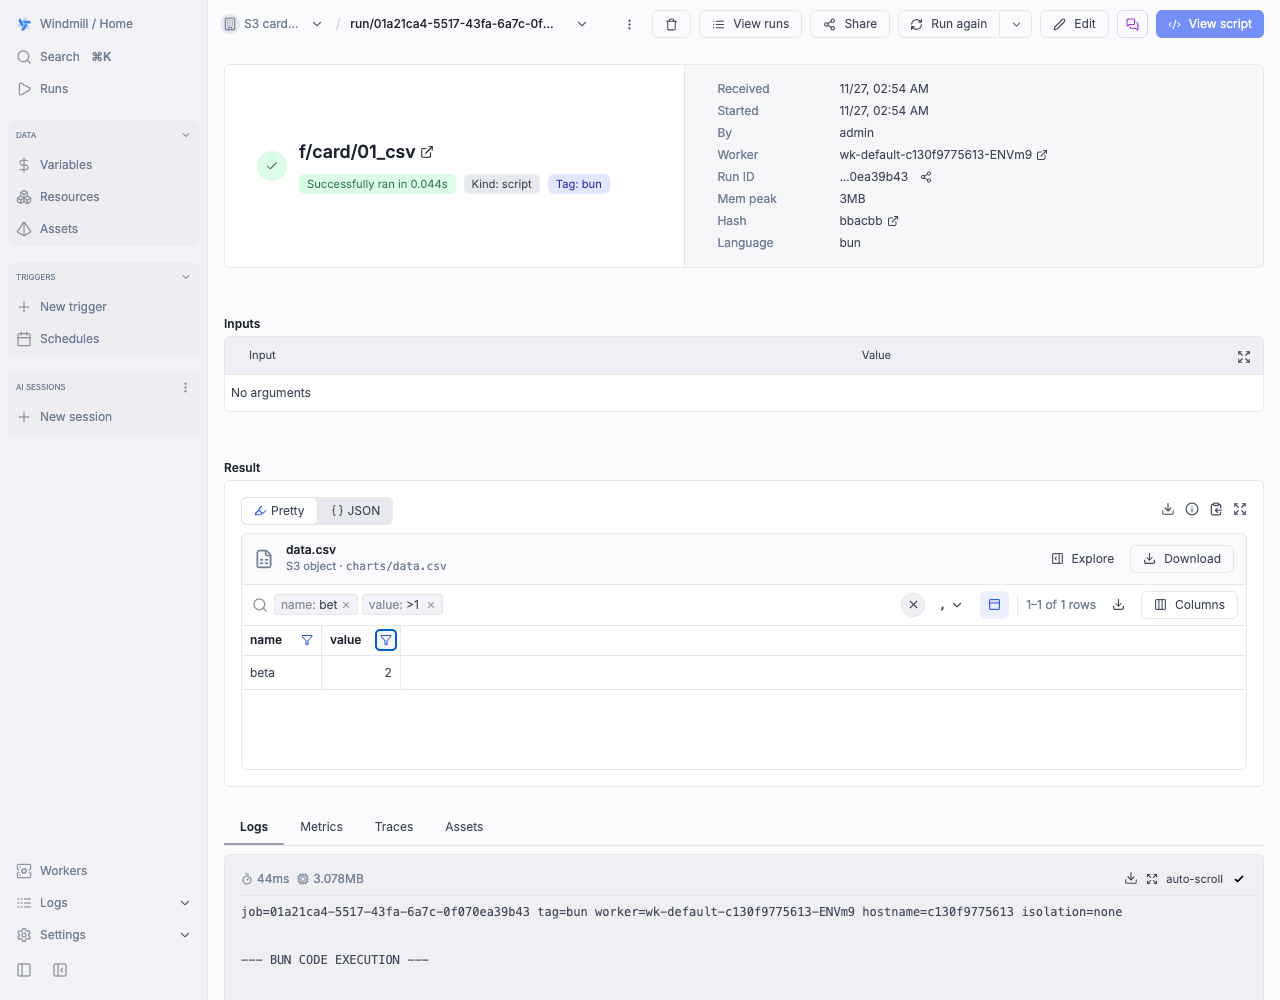 Windmill / Home
Search ⌘K
Runs
DATA
Variables
Resources
Assets
TRIGGERS
New trigger
Schedules
AI SESSIONS
New session
Workers
Logs
Settings
S3 card... / run/01a21ca4-5517-43fa-6a7c-0f...
View runs
Share
Run again
Edit
View script
f/card/01_csv
Successfully ran in 0.044s Kind: script Tag: bun
Received 11/27, 02:54 AM
Started 11/27, 02:54 AM
By admin
Worker wk-default-c130f9775613-ENVm9
Run ID ...0ea39b43
Mem peak 3MB
Hash bbacbb
Language bun
Inputs
Input Value
No arguments
Result
Pretty {} JSON
data.csv
S3 object · charts/data.csv
Explore Download
name: bet × value: >1 ×
, 1–1 of 1 rows Columns
name value
beta 2
Logs Metrics Traces Assets
44ms 3.078MB auto-scroll
job=01a21ca4-5517-43fa-6a7c-0f070ea39b43 tag=bun worker=wk-default-c130f9775613-ENVm9 hostname=c130f9775613 isolation=none
--- BUN CODE EXECUTION ---